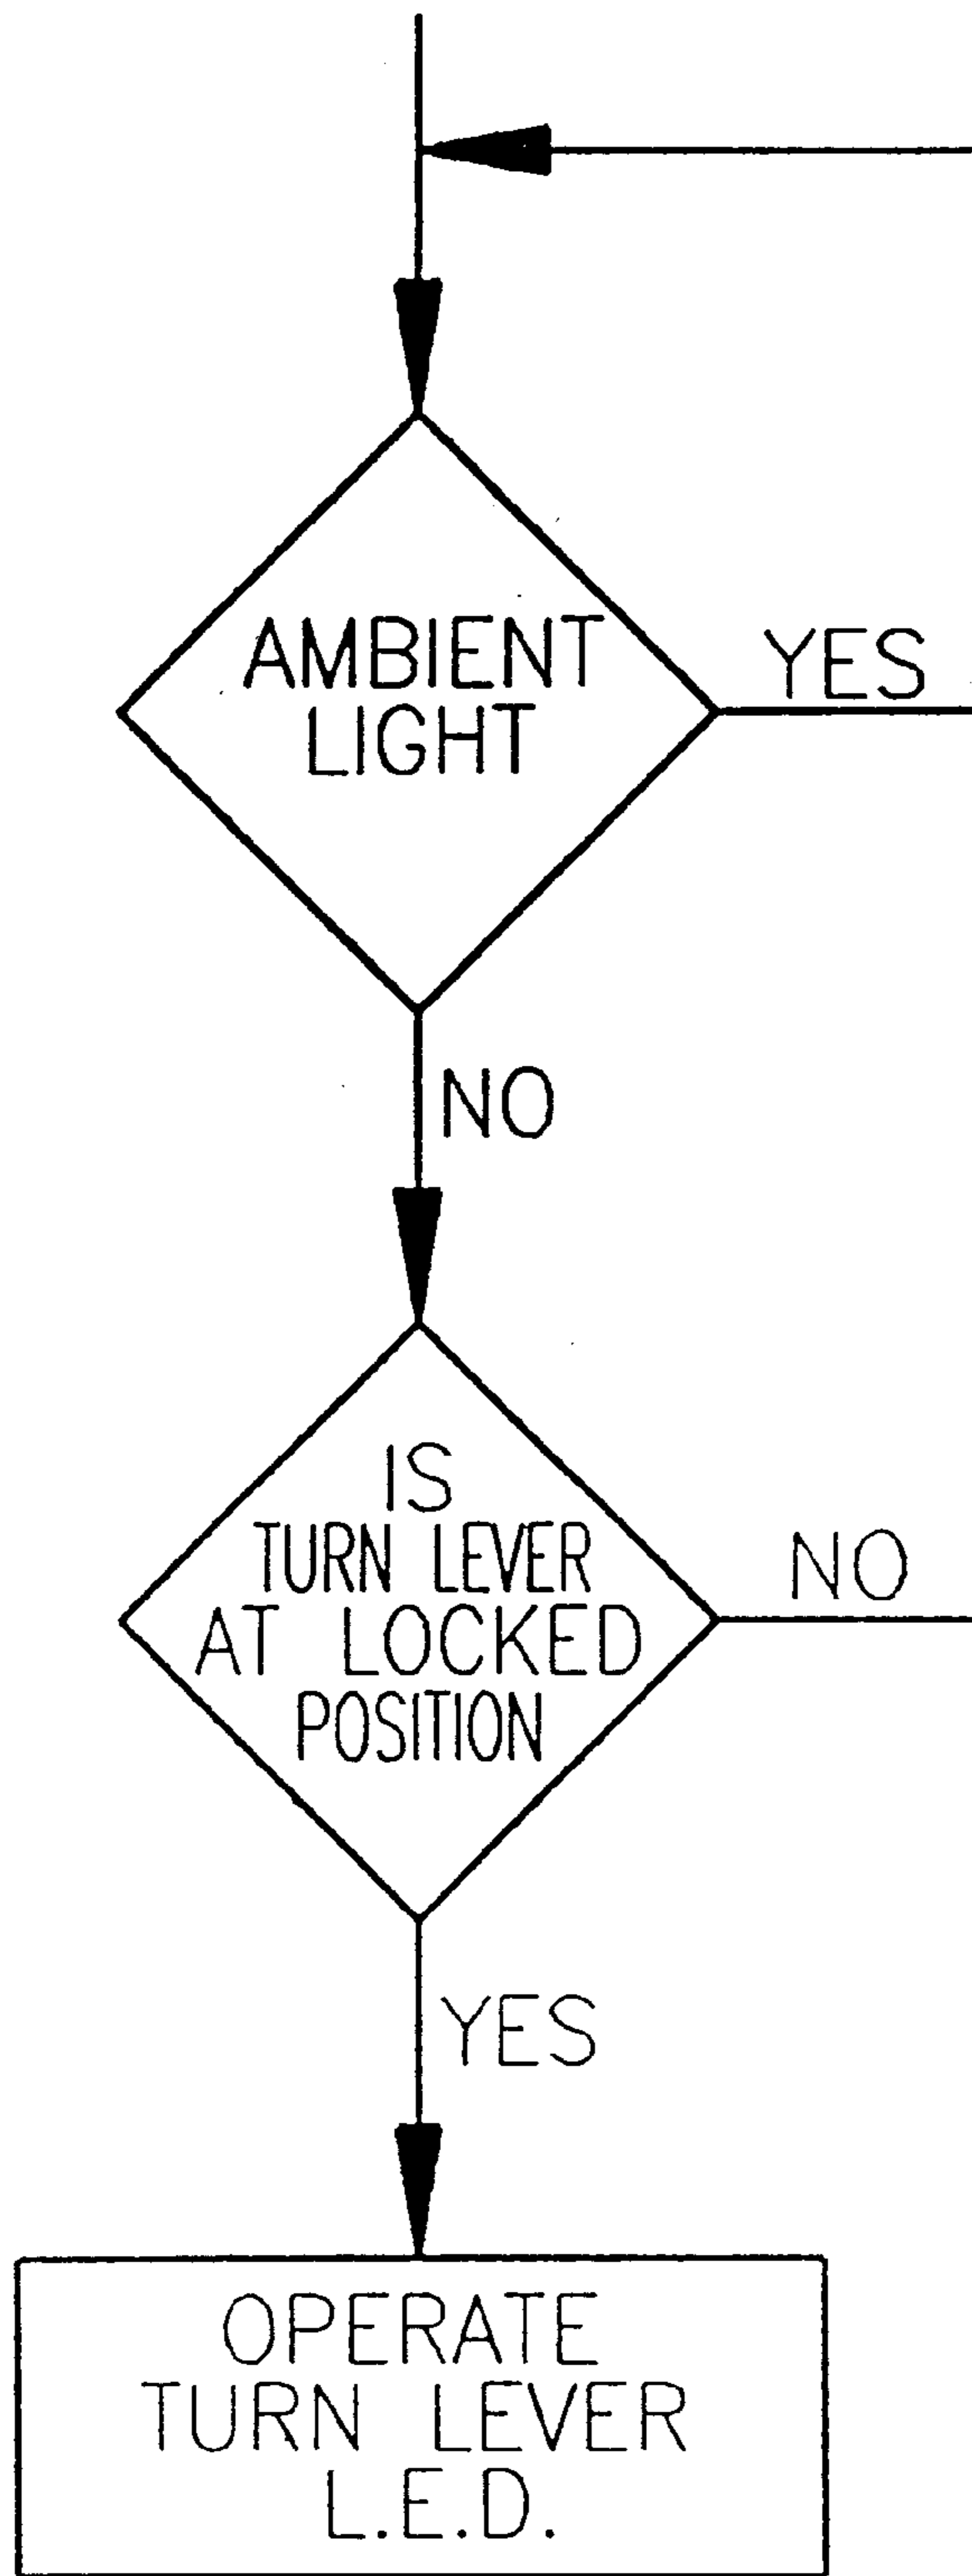 AMBIENT
LIGHT
YES
NO
IS
TURN LEVER
AT LOCKED
POSITION
NO
YES
OPERATE
TURN LEVER
L.E.D.